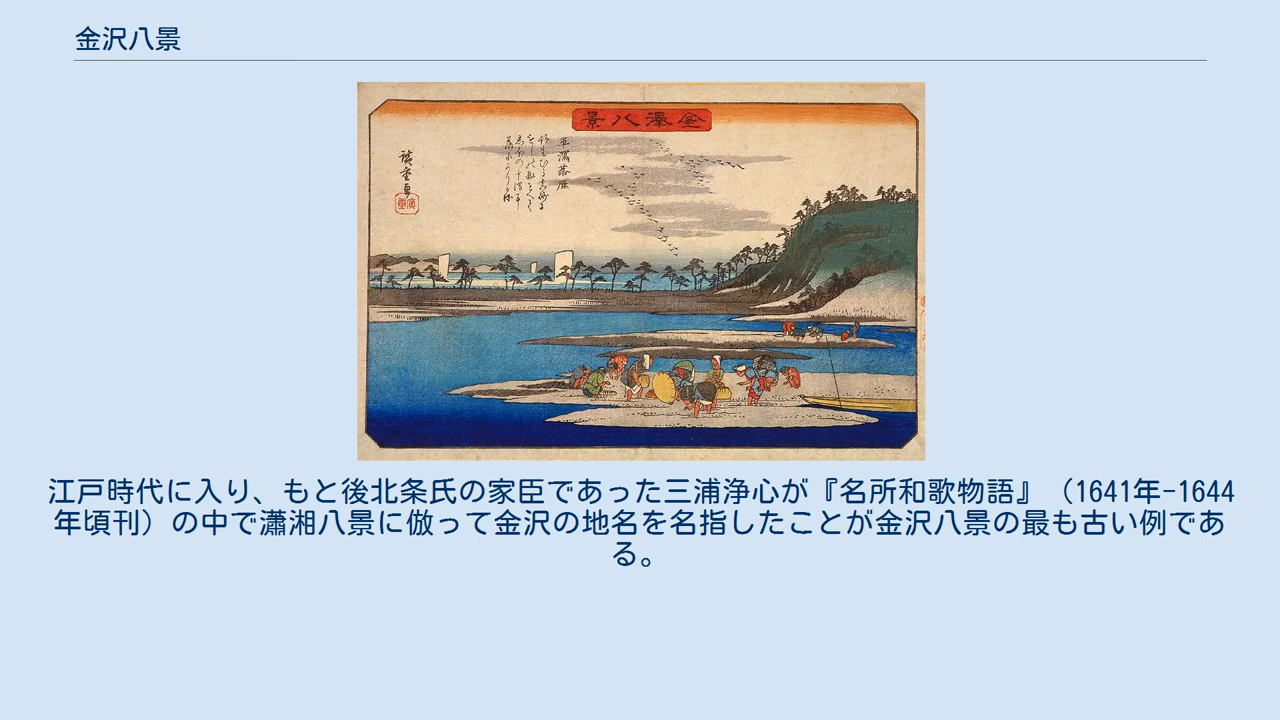 金沢八景
景八澤金
平潟落雁
廣重画
江戸時代に入り、もと後北条氏の家臣であった三浦浄心が『名所和歌物語』（1641年-1644
年頃刊）の中で瀟湘八景に倣って金沢の地名を名指したことが金沢八景の最も古い例であ
る。